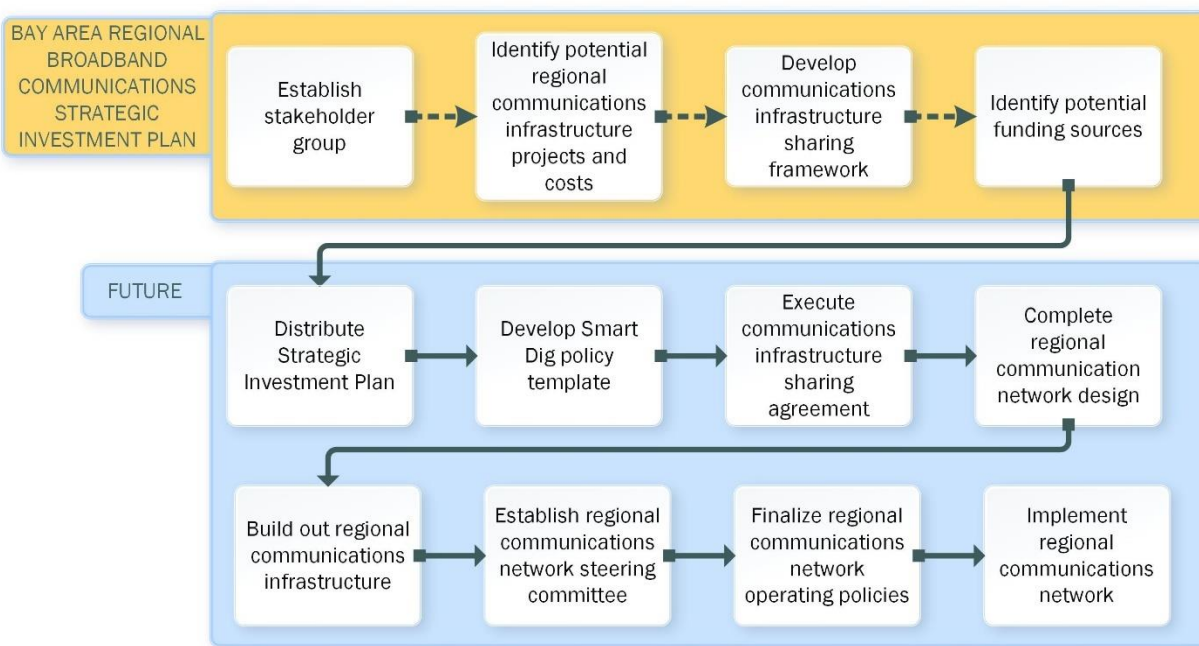 BAY AREA REGIONAL
BROADBAND
COMMUNICATIONS
STRATEGIC
INVESTMENT PLAN
Establish
stakeholder
group
Identify potential
regional
communications
infrastructure
projects and
costs
Develop
communications
infrastructure
sharing
framework
Identify potential
funding sources
FUTURE
Distribute
Strategic
Investment Plan
Develop Smart
Dig policy
template
Execute
communications
infrastructure
sharing
agreement
Complete
regional
communication
network design
Build out regional
communications
infrastructure
Establish regional
communications
network steering
committee
Finalize regional
communications
network
operating policies
Implement
regional
communications
network